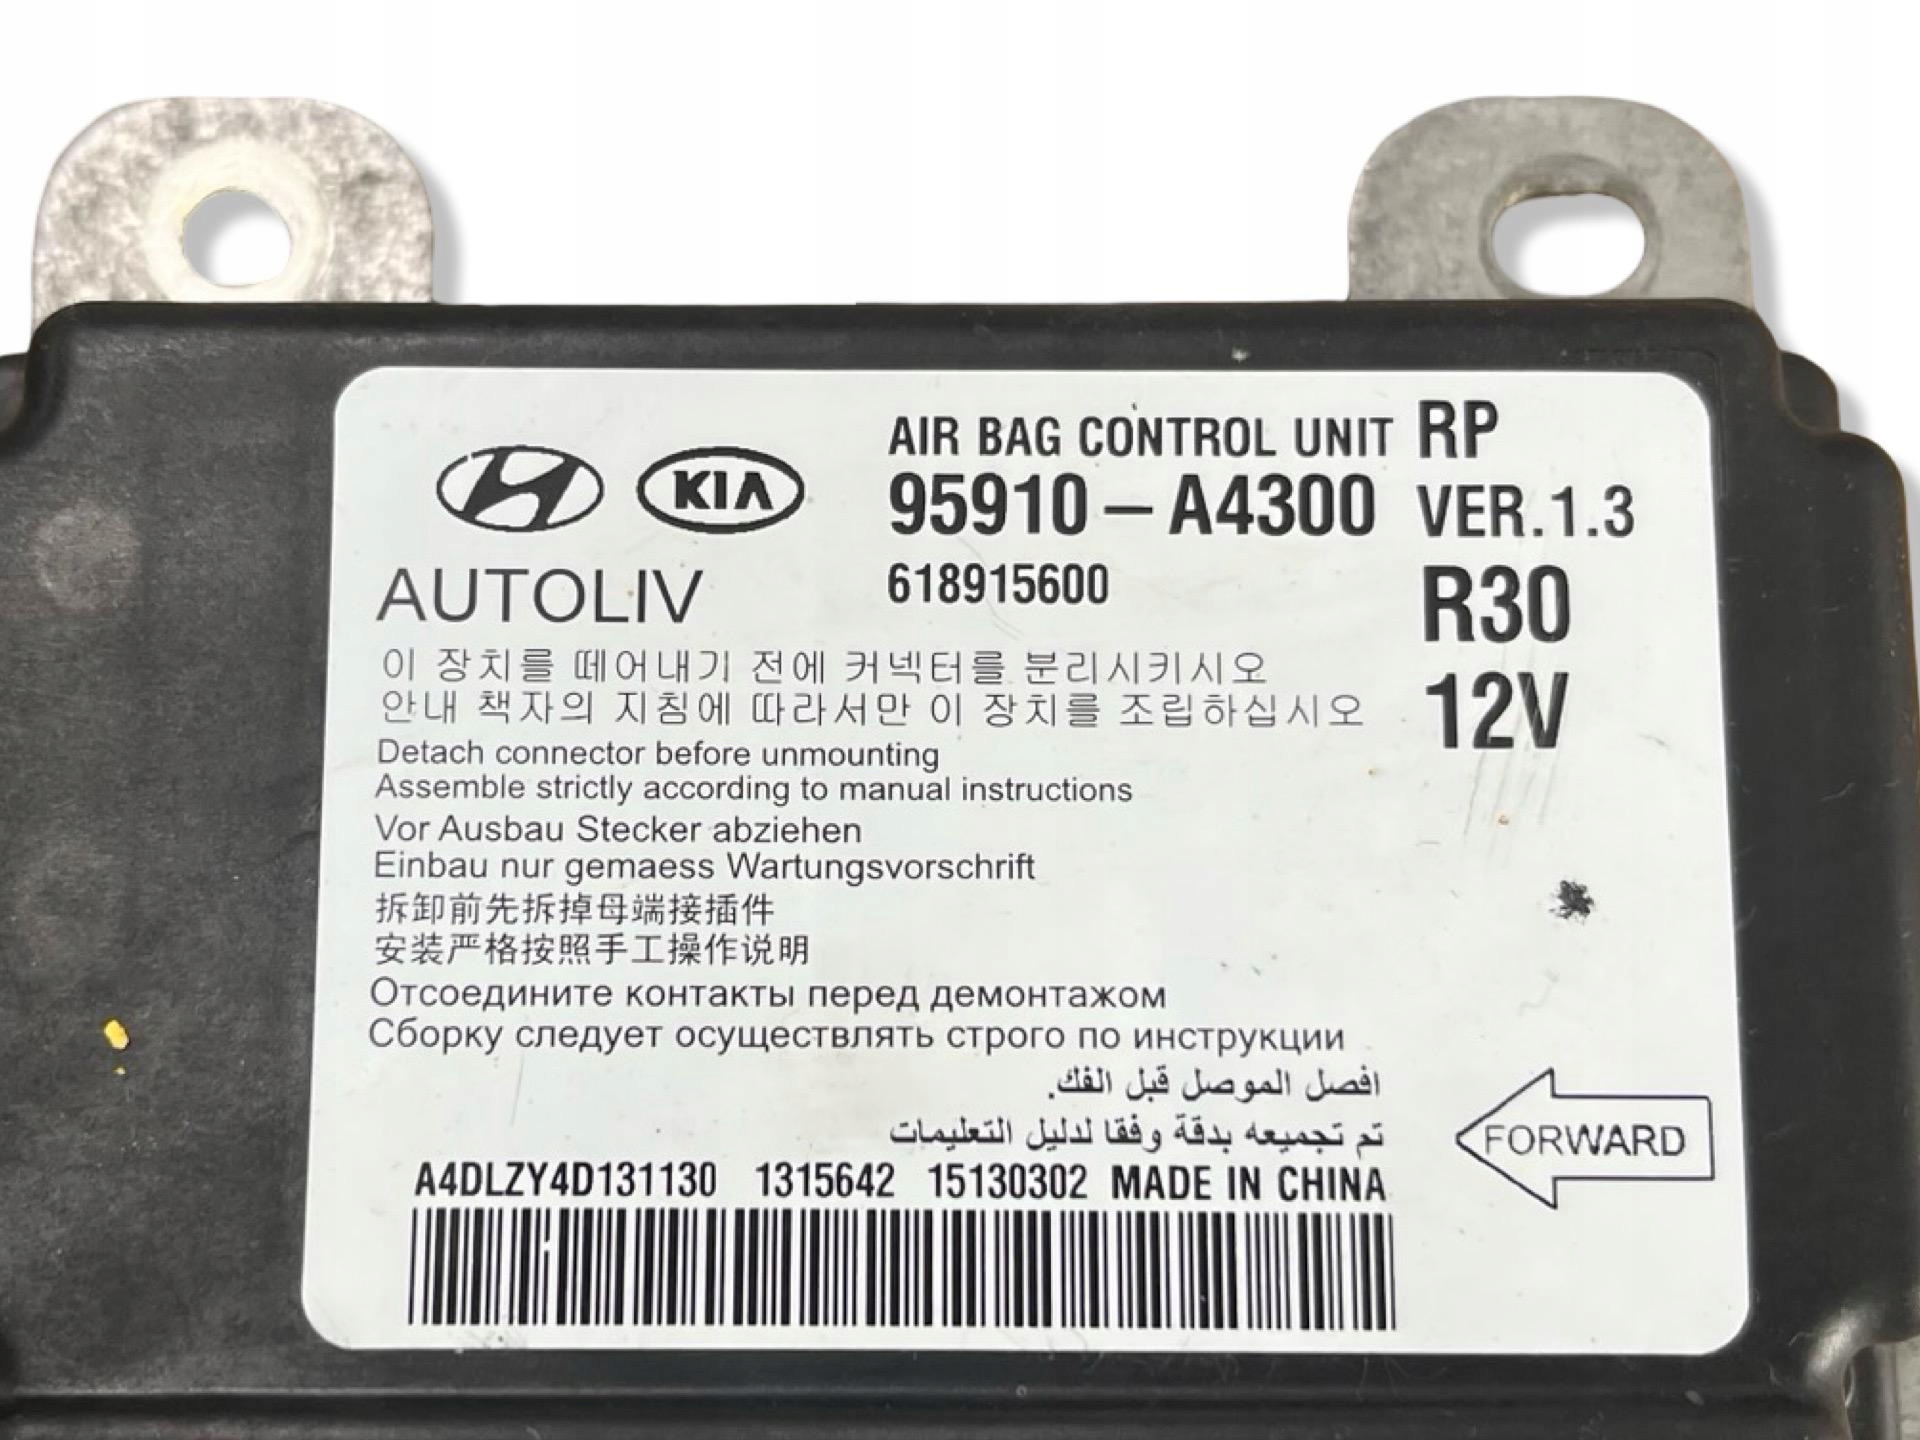 AIR BAG CONTROL UNIT RP
KIA 95910-A4300 VER.1.3
AUTOLIV 618915600 R30
12V
이 장치를 떼어내기 전에 커넥터를 분리시키시오
안내 책자의 지침에 따라서만 이 장치를 조립하십시오
Detach connector before unmounting
Assemble strictly according to manual instructions
Vor Ausbau Stecker abziehen
Einbau nur gemaess Wartungsvorschrift
拆卸前先拆掉母端接插件
安装严格按照手工操作说明
Отсоедините контакты перед демонтажом
Сборку следует осуществлять строго по инструкции
افصل الموصل قبل الفك.
تم تجميعه بدقة وفقا لدليل التعليمات
FORWARD
A4DLZY4D131130 1315642 15130302 MADE IN CHINA